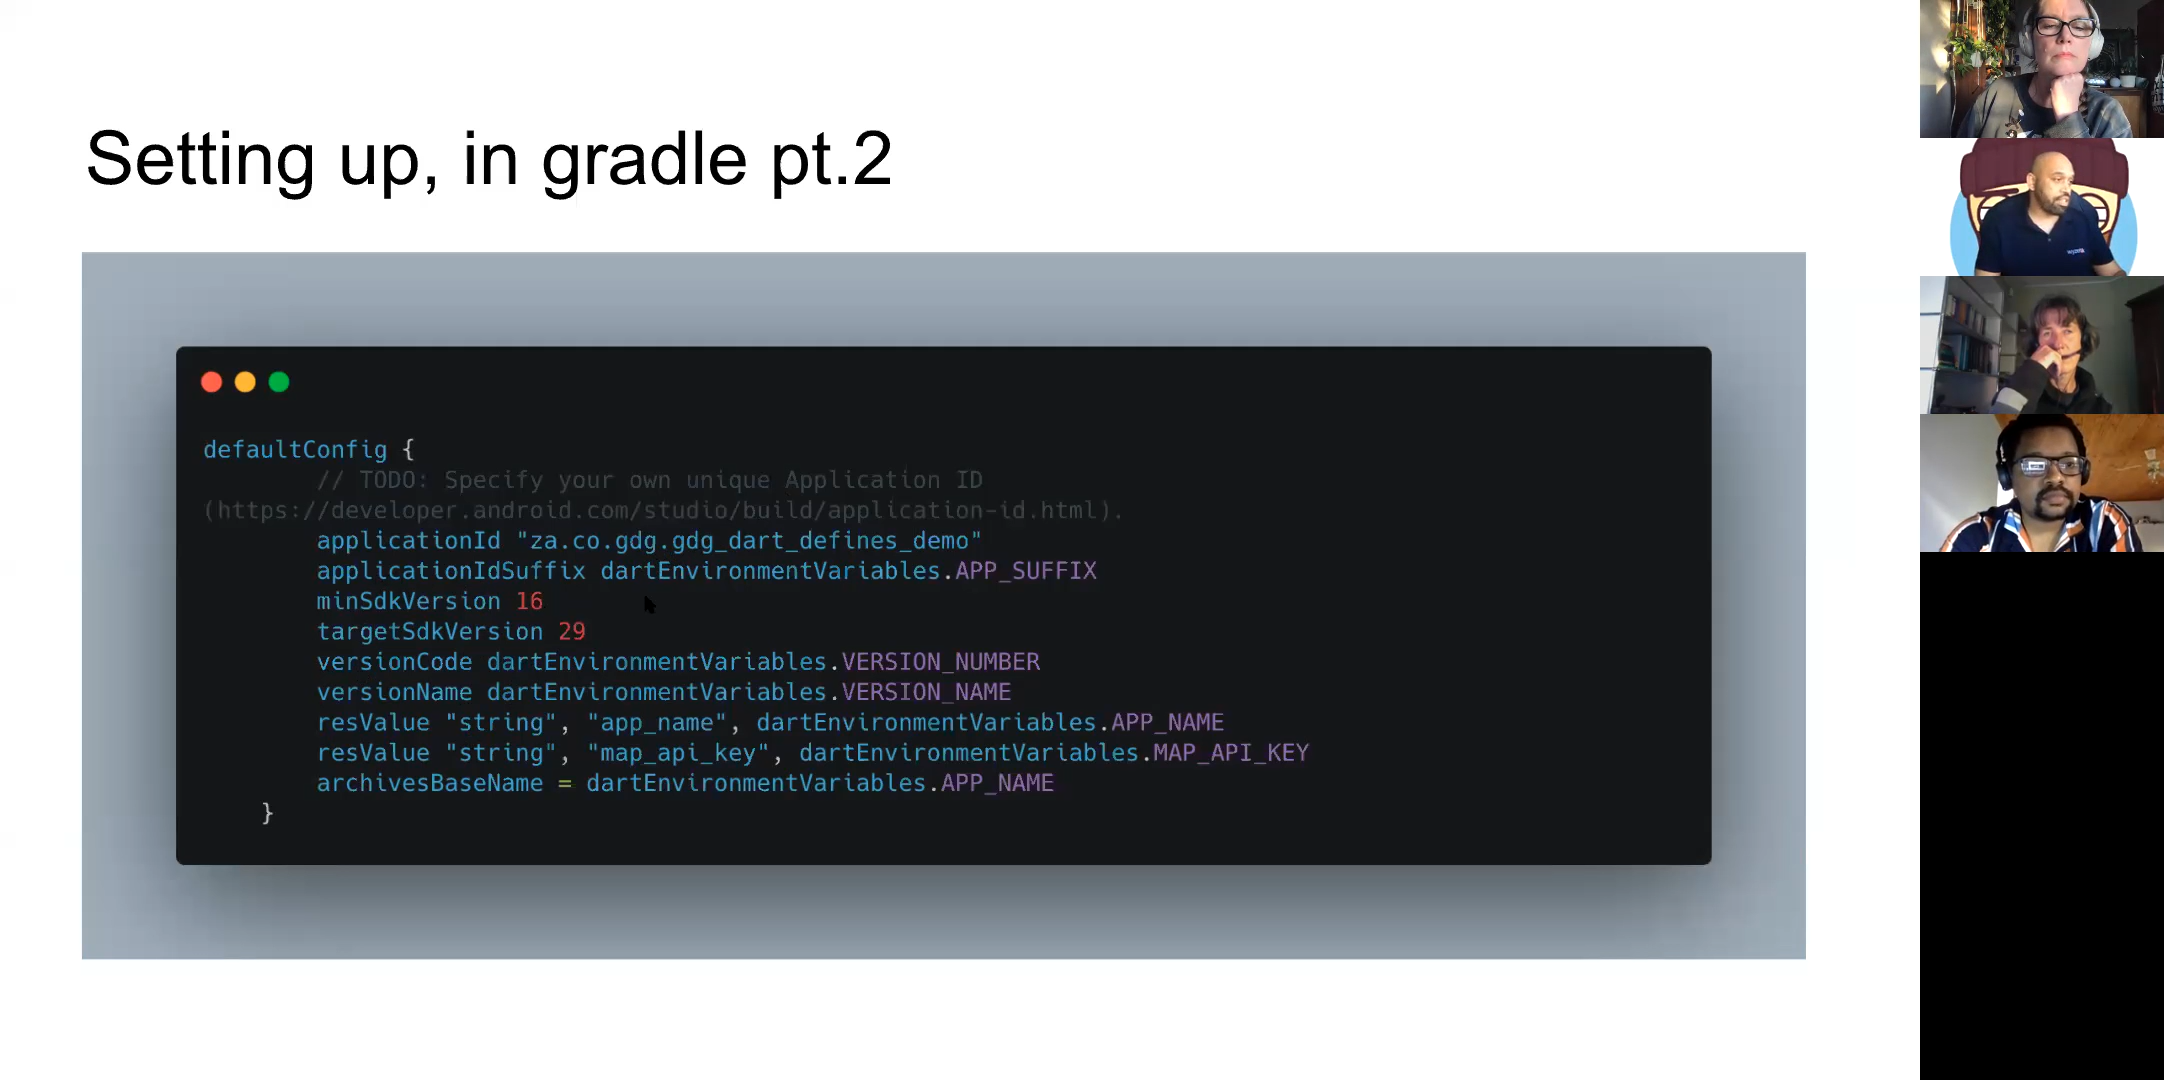 Setting up, in gradle pt.2
defaultConfig {
// TODO: Specify your own unique Application ID
(https://developer.android.com/studio/build/application-id.html).
applicationId "za.co.gdg.gdg_dart_defines_demo"
applicationIdSuffix dartEnvironmentVariables.APP_SUFFIX
minSdkVersion 16
targetSdkVersion 29
versionCode dartEnvironmentVariables.VERSION_NUMBER
versionName dartEnvironmentVariables.VERSION_NAME
resValue "string", "app_name", dartEnvironmentVariables.APP_NAME
resValue "string", "map_api_key", dartEnvironmentVariables.MAP_API_KEY
archivesBaseName = dartEnvironmentVariables.APP_NAME
}